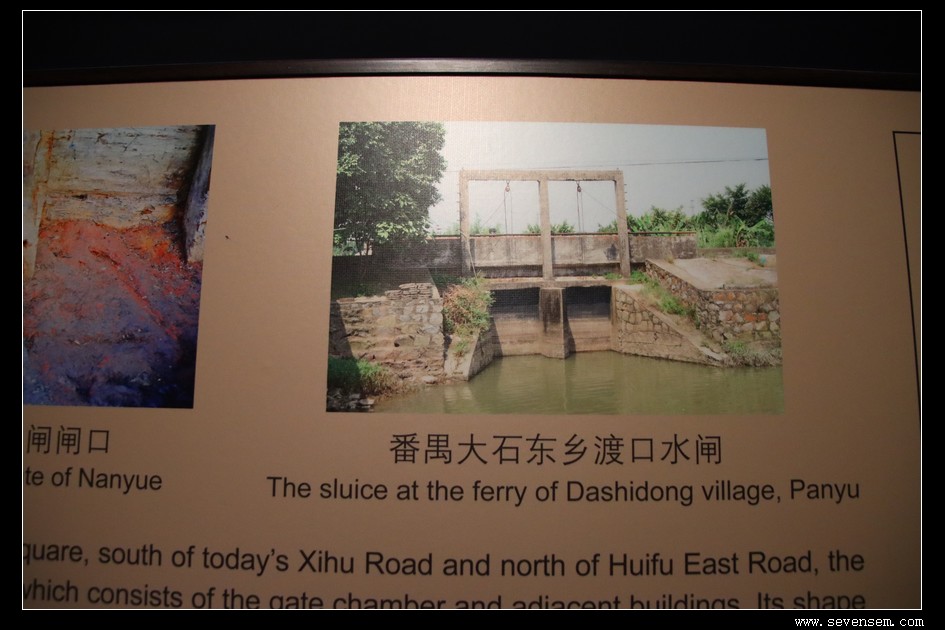 闸闸口
te of Nanyue
番禺大石东乡渡口水闸
The sluice at the ferry of Dashidong village, Panyu
quare, south of today's Xihu Road and north of Huifu East Road, the
which consists of the gate chamber and adjacent buildings. Its shape
www.sevensem.com